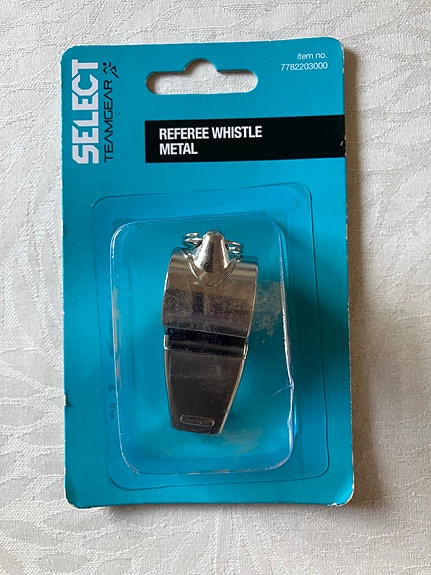 SELECT
TEAMGEAR
item no.
7782203000
REFEREE WHISTLE
METAL